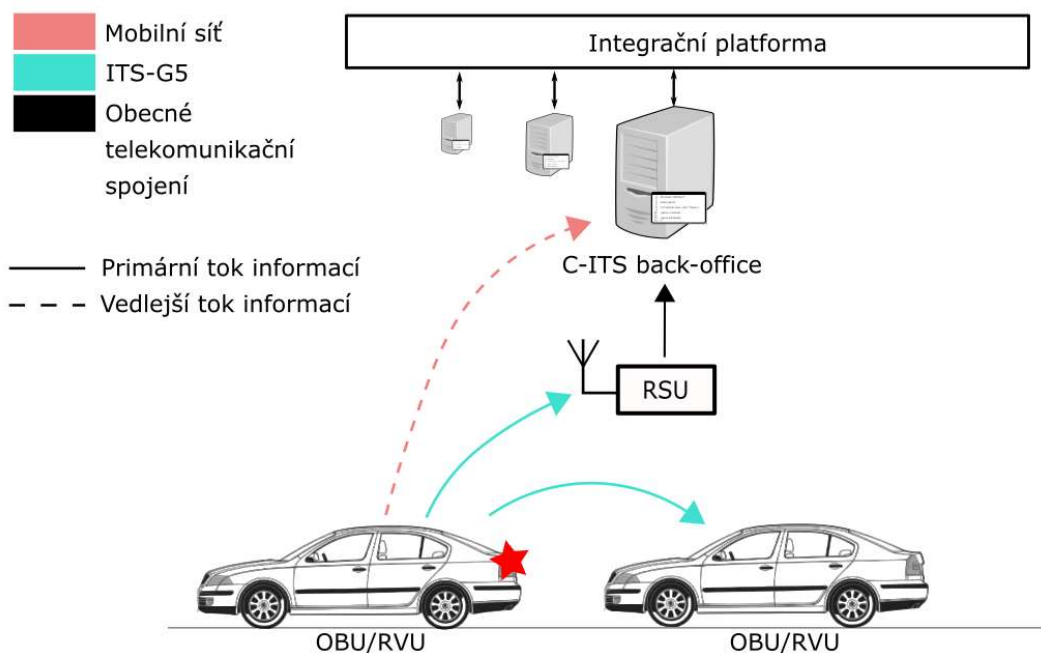 Mobilní síť
ITS-G5
Obecné
telekomunikační
spojení
Primární tok informací
Vedlejší tok informací
Integrační platforma
C-ITS back-office
RSU
OBU/RVU
OBU/RVU